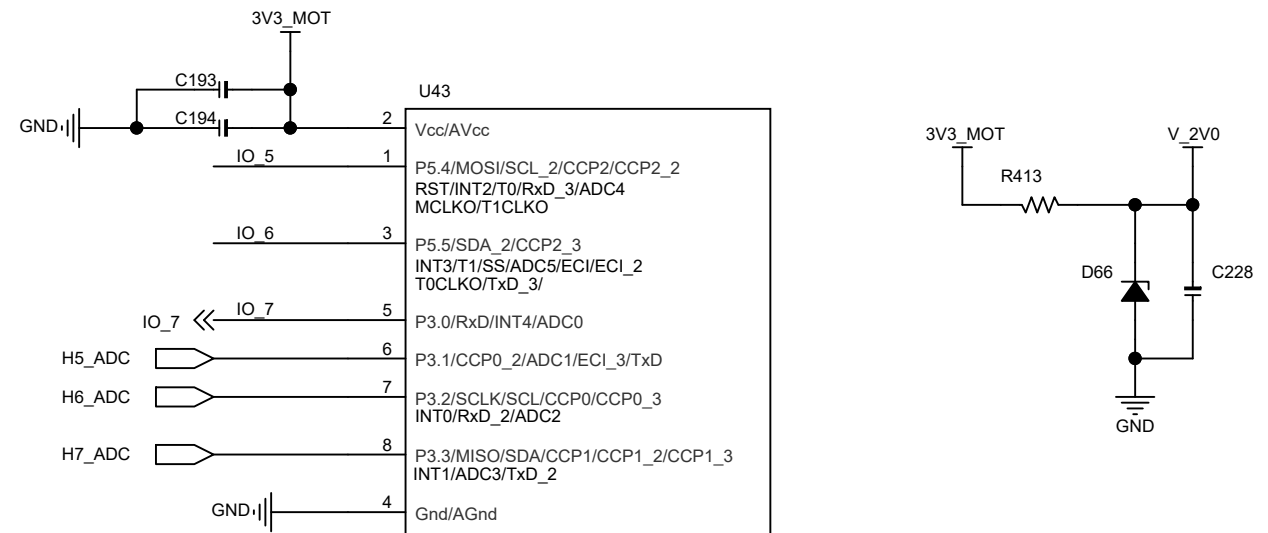 3V3_MOT
C193
U43
C194
GND
2
Vcc/AVcc
IO_5
1
P5.4/MOSI/SCL_2/CCP2/CCP2_2
RST/INT2/T0/RxD_3/ADC4
MCLKO/T1CLKO
IO_6
3
P5.5/SDA_2/CCP2_3
INT3/T1/SS/ADC5/ECI/ECI_2
T0CLKO/TxD_3/
IO_7
IO_7
5
P3.0/RxD/INT4/ADC0
H5_ADC
6
P3.1/CCP0_2/ADC1/ECI_3/TxD
H6_ADC
7
P3.2/SCLK/SCL/CCP0/CCP0_3
INT0/RxD_2/ADC2
H7_ADC
8
P3.3/MISO/SDA/CCP1/CCP1_2/CCP1_3
INT1/ADC3/TxD_2
GND
4
Gnd/AGnd
3V3_MOT
V_2V0
R413
D66
C228
GND